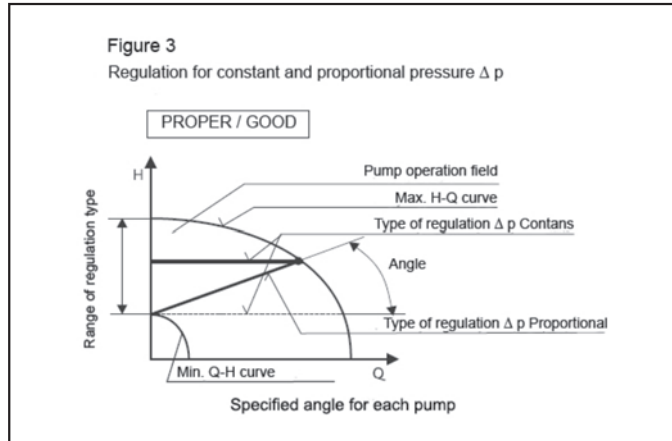 Figure 3
Regulation for constant and proportional pressure Δ p
PROPER / GOOD
H
Pump operation field
Max. H-Q curve
Type of regulation Δ p Contans
Angle
Range of regulation type
Type of regulation Δ p Proportional
Min. Q-H curve
Q
Specified angle for each pump